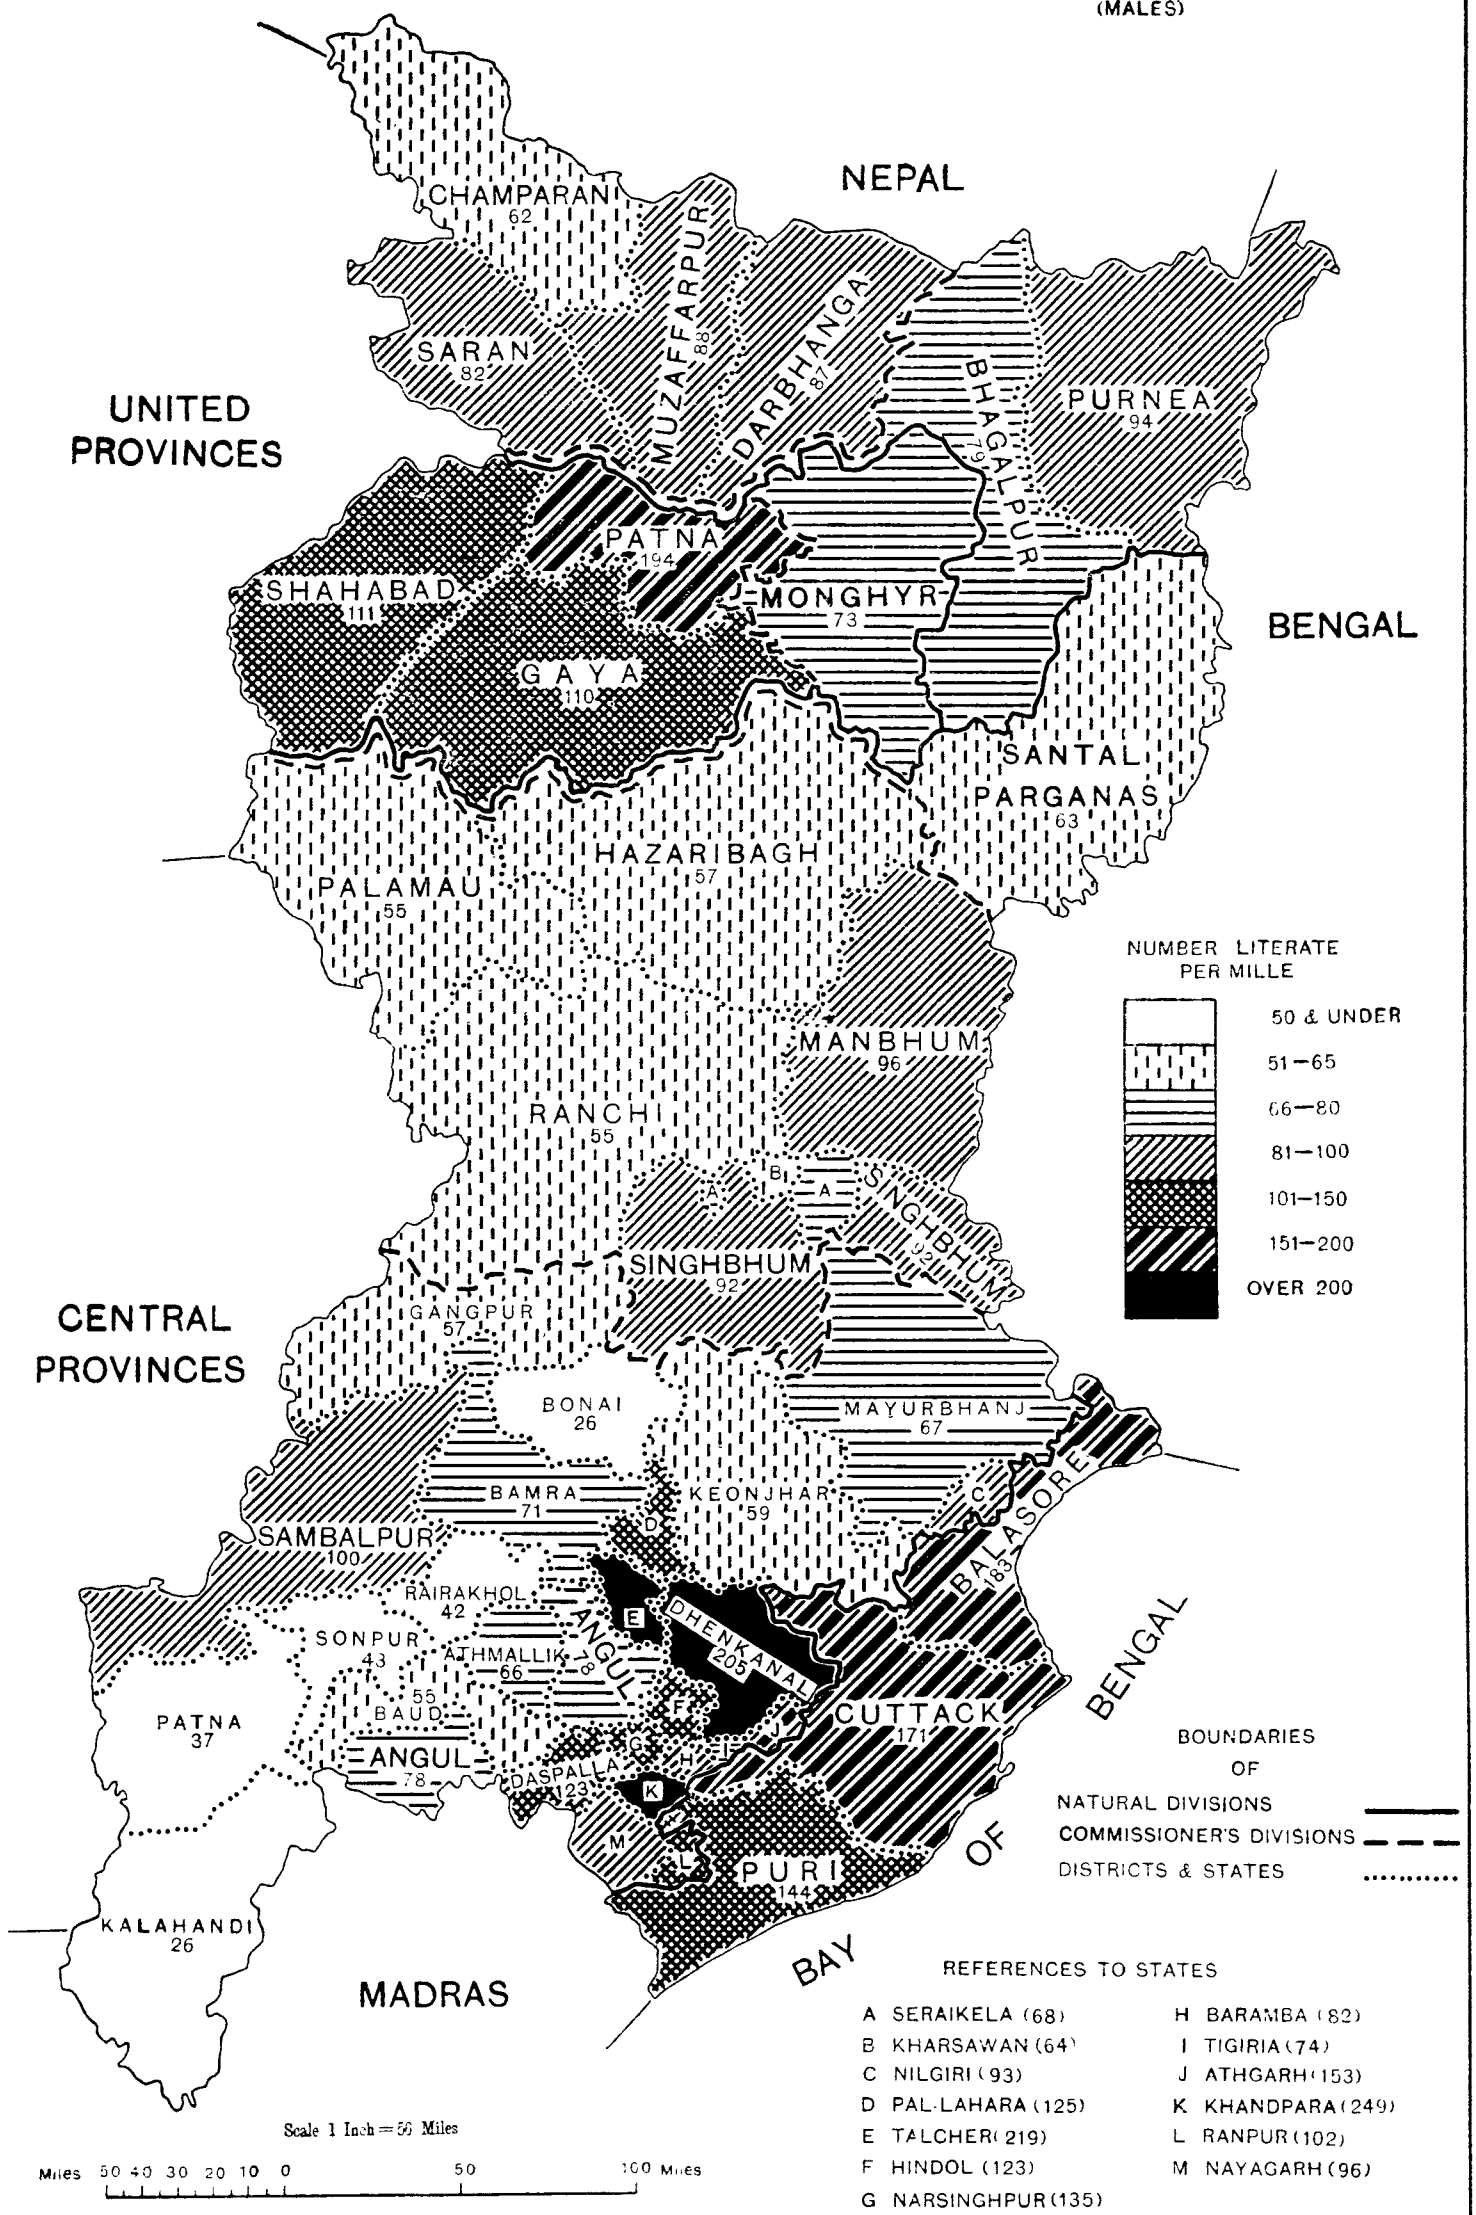 (MALES)
NEPAL
CHAMPARAN
62
MUZAFFARPUR
88
DARBHANGA
87
SARAN
82
BHAGALPUR
79
PURNEA
94
UNITED
PROVINCES
PATNA
194
SHAHABAD
111
MONGHYR
73
BENGAL
GAYA
110
SANTAL
PARGANAS
63
HAZARIBAGH
57
PALAMAU
55
NUMBER LITERATE
PER MILLE
50 & UNDER
51-65
66-80
81-100
101-150
151-200
OVER 200
MANBHUM
96
RANCHI
55
A
B
A
SINGHBHUM
92
SINGHBHUM
92
CENTRAL
PROVINCES
GANGPUR
57
BONAI
26
MAYURBHANJ
67
BAMRA
71
KEONJHAR
59
C
D
BALASORE
183
SAMBALPUR
100
RAIRAKHOL
42
E
DHENKANAL
205
SONPUR
43
ATHMALLIK
66
ANGUL
78
55
BAUD
F
CUTTACK
171
PATNA
37
ANGUL
78
G
H
I
J
DASPALLA
123
K
M
L
PURI
144
KALAHANDI
26
MADRAS
BAY OF BENGAL
BOUNDARIES
OF
NATURAL DIVISIONS
COMMISSIONER'S DIVISIONS
DISTRICTS & STATES
REFERENCES TO STATES
A SERAIKELA (68)
B KHARSAWAN (64)
C NILGIRI (93)
D PAL-LAHARA (125)
E TALCHER (219)
F HINDOL (123)
G NARSINGHPUR (135)
H BARAMBA (82)
I TIGIRIA (74)
J ATHGARH (153)
K KHANDPARA (249)
L RANPUR (102)
M NAYAGARH (96)
Scale 1 Inch = 56 Miles
Miles 50 40 30 20 10 0 50 100 Miles